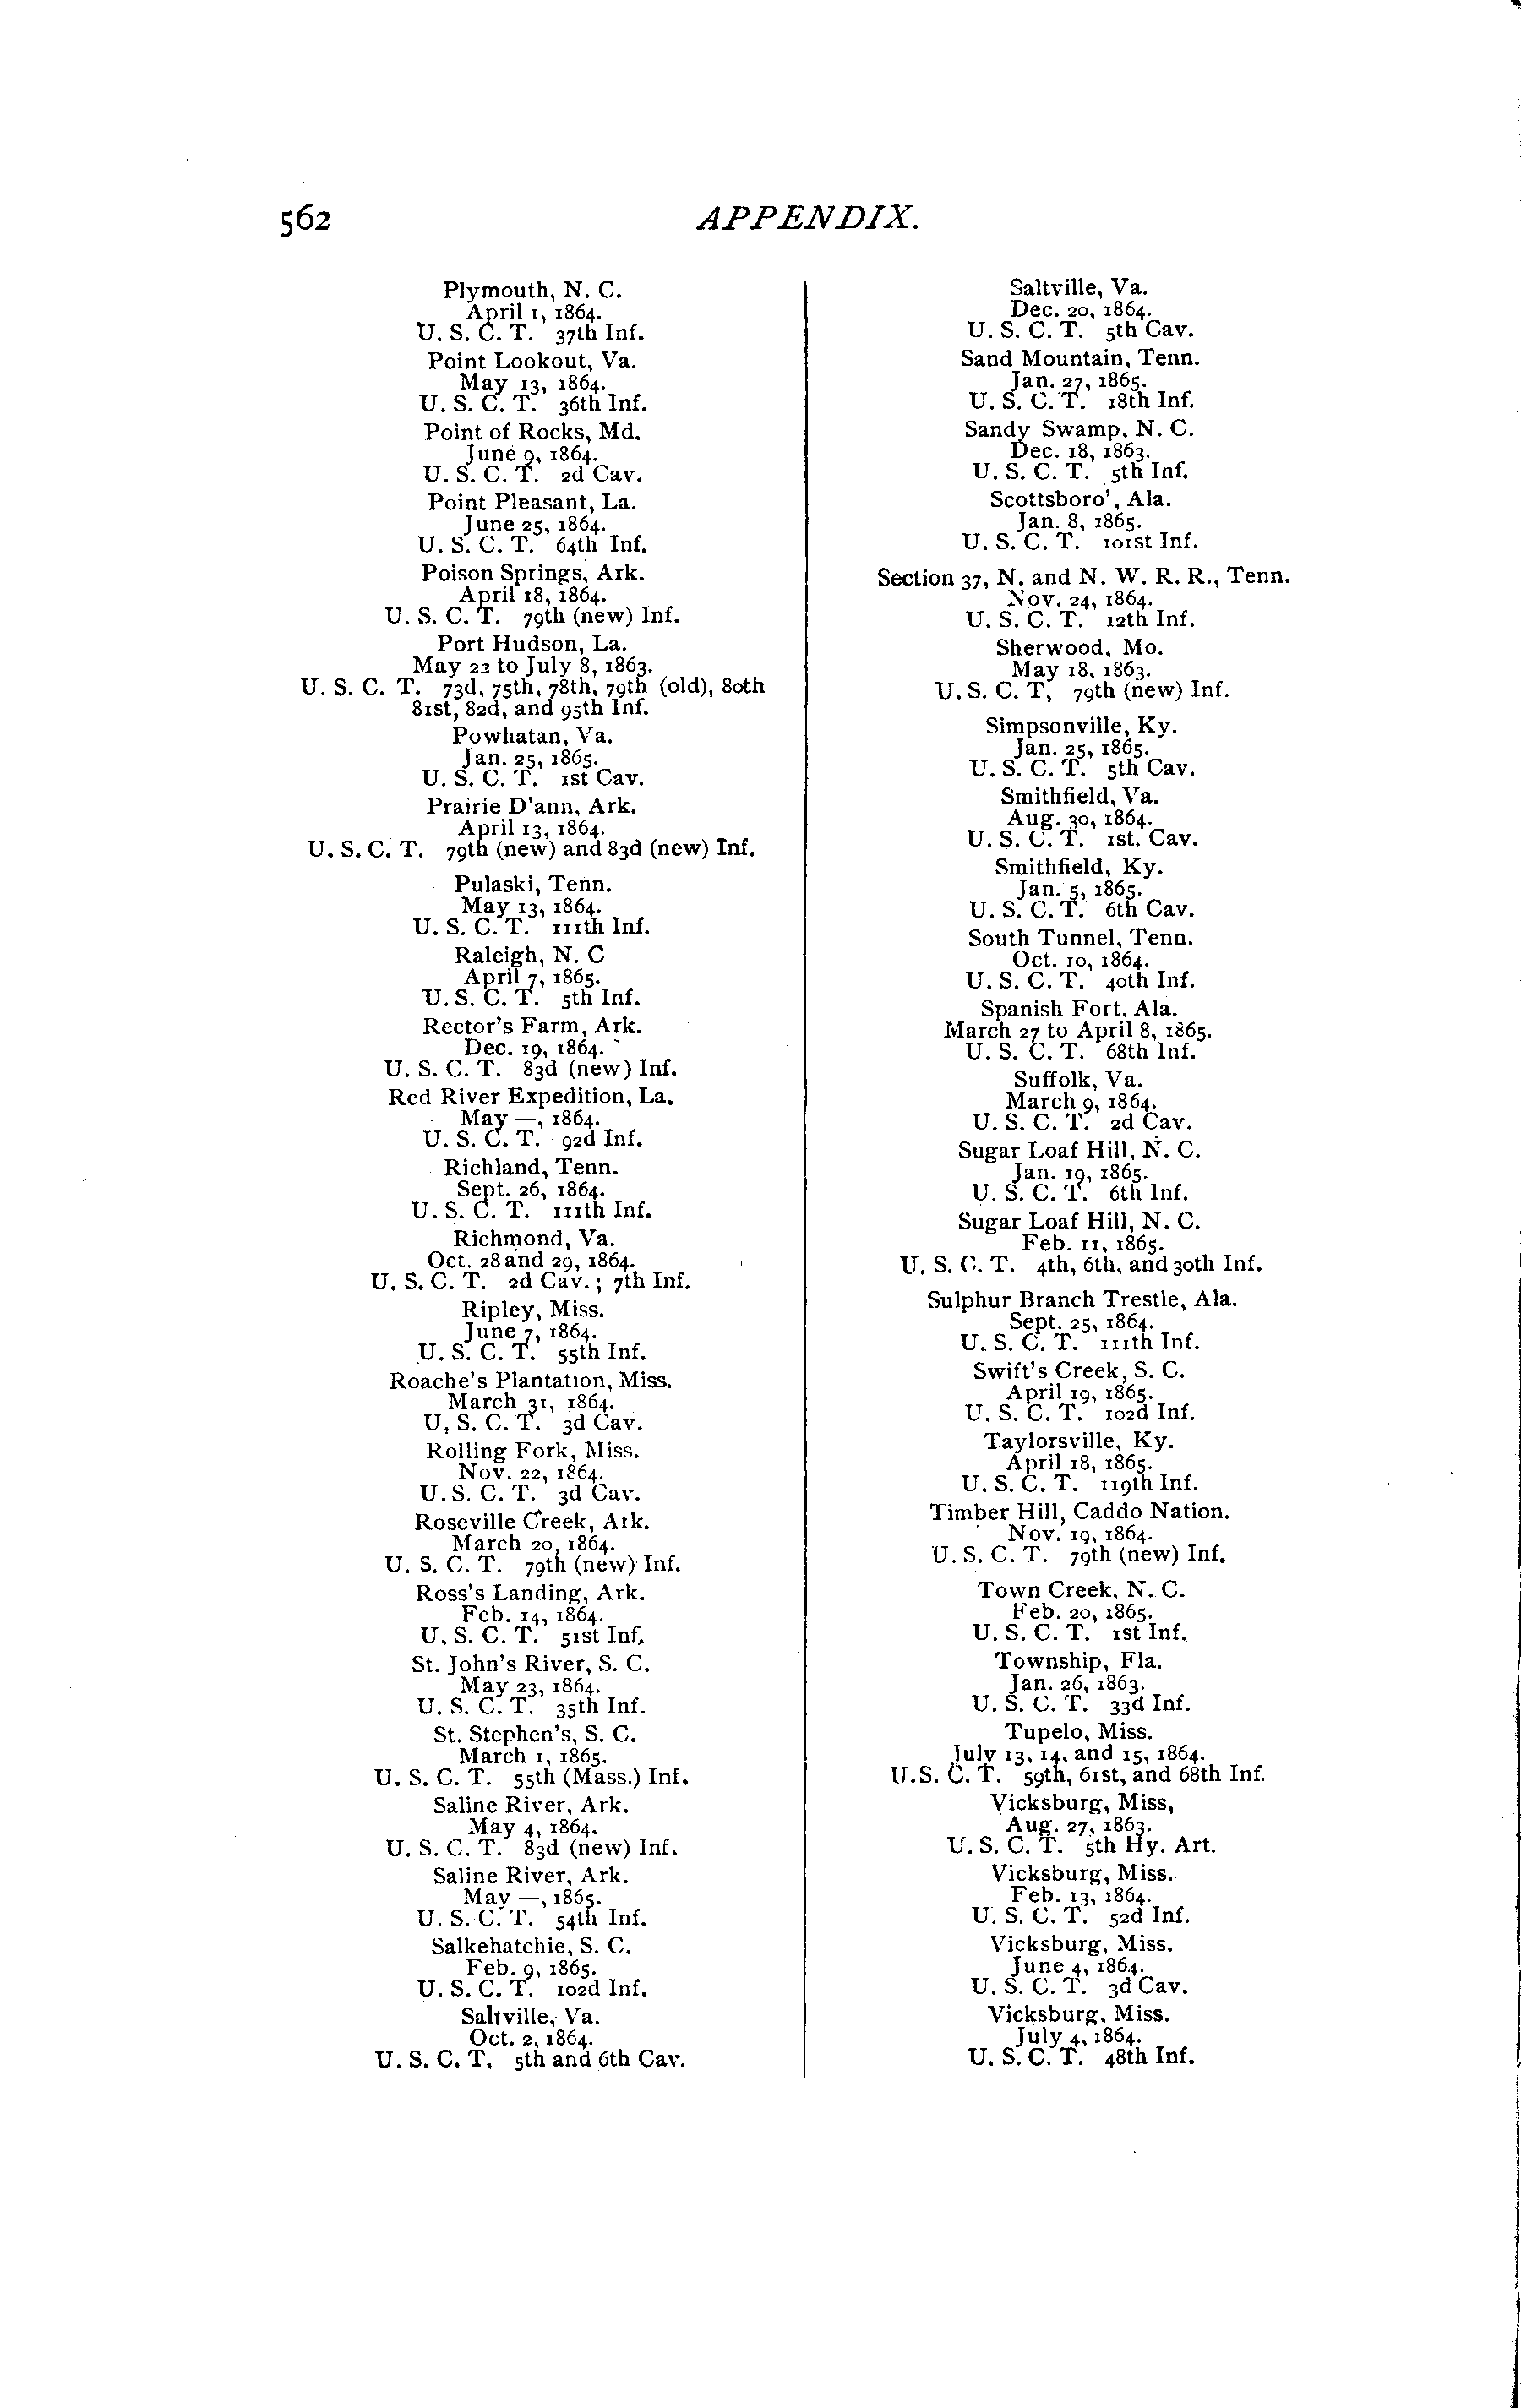 562
APPENDIX.
Plymouth, N. C.
April 1, 1864.
U. S. C. T. 37th Inf.
Point Lookout, Va.
May 13, 1864.
U. S. C. T. 36th Inf.
Point of Rocks, Md.
June 9, 1864.
U. S. C. T. 2d Cav.
Point Pleasant, La.
June 25, 1864.
U. S. C. T. 64th Inf.
Poison Springs, Ark.
April 18, 1864.
U. S. C. T. 79th (new) Inf.
Port Hudson, La.
May 22 to July 8, 1863.
U. S. C. T. 73d, 75th, 78th, 79th (old), 80th
81st, 82d, and 95th Inf.
Powhatan, Va.
Jan. 25, 1865.
U. S. C. T. 1st Cav.
Prairie D'ann, Ark.
April 13, 1864.
U. S. C. T. 79th (new) and 83d (new) Inf.
Pulaski, Tenn.
May 13, 1864.
U. S. C. T. 111th Inf.
Raleigh, N. C
April 7, 1865.
U. S. C. T. 5th Inf.
Rector's Farm, Ark.
Dec. 19, 1864.
U. S. C. T. 83d (new) Inf.
Red River Expedition, La.
May —, 1864.
U. S. C. T. 92d Inf.
Richland, Tenn.
Sept. 26, 1864.
U. S. C. T. 111th Inf.
Richmond, Va.
Oct. 28 and 29, 1864.
U. S. C. T. 2d Cav.; 7th Inf.
Ripley, Miss.
June 7, 1864.
U. S. C. T. 55th Inf.
Roache's Plantation, Miss.
March 31, 1864.
U. S. C. T. 3d Cav.
Rolling Fork, Miss.
Nov. 22, 1864.
U. S. C. T. 3d Cav.
Roseville Creek, Ark.
March 20, 1864.
U. S. C. T. 79th (new) Inf.
Ross's Landing, Ark.
Feb. 14, 1864.
U. S. C. T. 51st Inf.
St. John's River, S. C.
May 23, 1864.
U. S. C. T. 35th Inf.
St. Stephen's, S. C.
March 1, 1865.
U. S. C. T. 55th (Mass.) Inf.
Saline River, Ark.
May 4, 1864.
U. S. C. T. 83d (new) Inf.
Saline River, Ark.
May —, 1865.
U. S. C. T. 54th Inf.
Salkehatchie, S. C.
Feb. 9, 1865.
U. S. C. T. 102d Inf.
Saltville, Va.
Oct. 2, 1864.
U. S. C. T. 5th and 6th Cav.
Saltville, Va.
Dec. 20, 1864.
U. S. C. T. 5th Cav.
Sand Mountain, Tenn.
Jan. 27, 1865.
U. S. C. T. 18th Inf.
Sandy Swamp, N. C.
Dec. 18, 1863.
U. S. C. T. 5th Inf.
Scottsboro', Ala.
Jan. 8, 1865.
U. S. C. T. 101st Inf.
Section 37, N. and N. W. R. R., Tenn.
Nov. 24, 1864.
U. S. C. T. 12th Inf.
Sherwood, Mo.
May 18, 1863.
U. S. C. T, 79th (new) Inf.
Simpsonville, Ky.
Jan. 25, 1865.
U. S. C. T. 5th Cav.
Smithfield, Va.
Aug. 30, 1864.
U. S. C. T. 1st. Cav.
Smithfield, Ky.
Jan. 5, 1865.
U. S. C. T. 6th Cav.
South Tunnel, Tenn.
Oct. 10, 1864.
U. S. C. T. 40th Inf.
Spanish Fort, Ala.
March 27 to April 8, 1865.
U. S. C. T. 68th Inf.
Suffolk, Va.
March 9, 1864.
U. S. C. T. 2d Cav.
Sugar Loaf Hill, N. C.
Jan. 19, 1865.
U. S. C. T. 6th Inf.
Sugar Loaf Hill, N. C.
Feb. 11, 1865.
U. S. C. T. 4th, 6th, and 30th Inf.
Sulphur Branch Trestle, Ala.
Sept. 25, 1864.
U. S. C. T. 111th Inf.
Swift's Creek, S. C.
April 19, 1865.
U. S. C. T. 102d Inf.
Taylorsville, Ky.
April 18, 1865.
U. S. C. T. 119th Inf.
Timber Hill, Caddo Nation.
Nov. 19, 1864.
U. S. C. T. 79th (new) Inf.
Town Creek, N. C.
Feb. 20, 1865.
U. S. C. T. 1st Inf.
Township, Fla.
Jan. 26, 1863.
U. S. C. T. 33d Inf.
Tupelo, Miss.
July 13, 14, and 15, 1864.
U. S. C. T. 59th, 61st, and 68th Inf.
Vicksburg, Miss,
Aug. 27, 1863.
U. S. C. T. 5th Hy. Art.
Vicksburg, Miss.
Feb. 13, 1864.
U. S. C. T. 52d Inf.
Vicksburg, Miss.
June 4, 1864.
U. S. C. T. 3d Cav.
Vicksburg, Miss.
July 4, 1864.
U. S. C. T. 48th Inf.